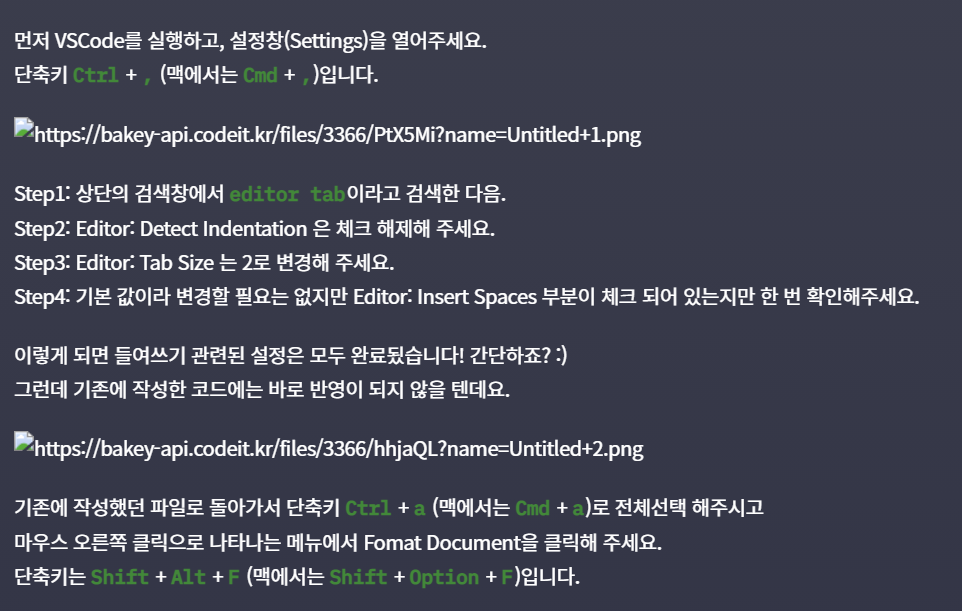 먼저 VSCode를 실행하고, 설정창(Settings)을 열어주세요.
단축키 Ctrl + , (맥에서는 Cmd + ,)입니다.
https://bakey-api.codeit.kr/files/3366/PtX5Mi?name=Untitled+1.png
Step1: 상단의 검색창에서 editor tab이라고 검색한 다음.
Step2: Editor: Detect Indentation 은 체크 해제해 주세요.
Step3: Editor: Tab Size 는 2로 변경해 주세요.
Step4: 기본 값이라 변경할 필요는 없지만 Editor: Insert Spaces 부분이 체크 되어 있는지만 한 번 확인해주세요.
이렇게 되면 들여쓰기 관련된 설정은 모두 완료됐습니다! 간단하죠? :)
그런데 기존에 작성한 코드에는 바로 반영이 되지 않을 텐데요.
https://bakey-api.codeit.kr/files/3366/hhjaQL?name=Untitled+2.png
기존에 작성했던 파일로 돌아가서 단축키 Ctrl + a (맥에서는 Cmd + a)로 전체선택 해주시고
마우스 오른쪽 클릭으로 나타나는 메뉴에서 Fomat Document을 클릭해 주세요.
단축키는 Shift + Alt + F (맥에서는 Shift + Option + F)입니다.